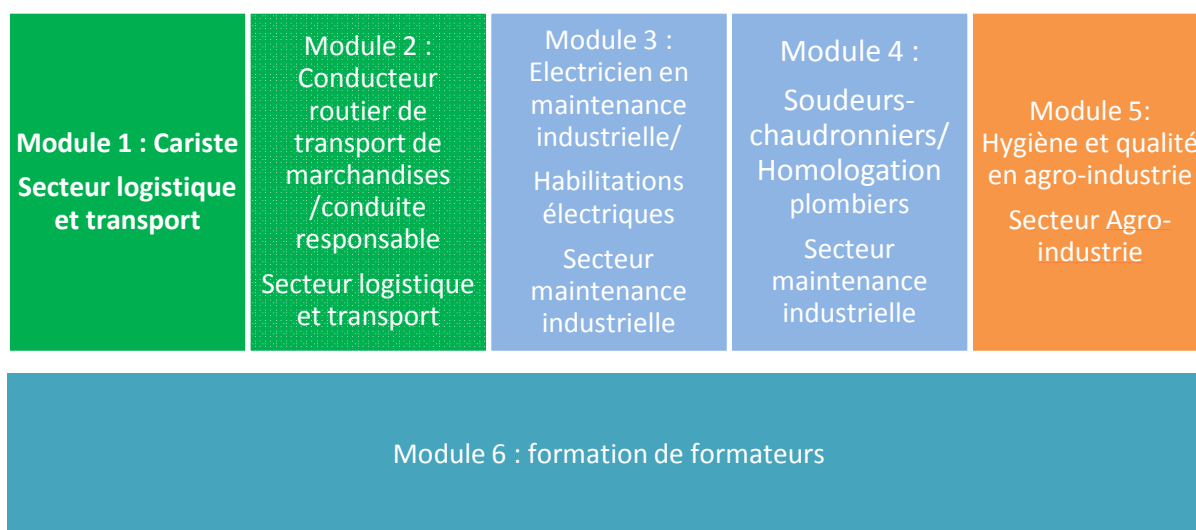 Module 1 : Cariste
Secteur logistique
et transport
Module 2 :
Conducteur
routier de
transport de
marchandises
/conduite
responsable
Secteur logistique
et transport
Module 3 :
Electricien en
maintenance
industrielle/
Habilitations
électriques
Secteur
maintenance
industrielle
Module 4 :
Soudeurs-
chaudronniers/
Homologation
plombiers
Secteur
maintenance
industrielle
Module 5:
Hygiène et qualité
en agro-industrie
Secteur Agro-
industrie
Module 6 : formation de formateurs